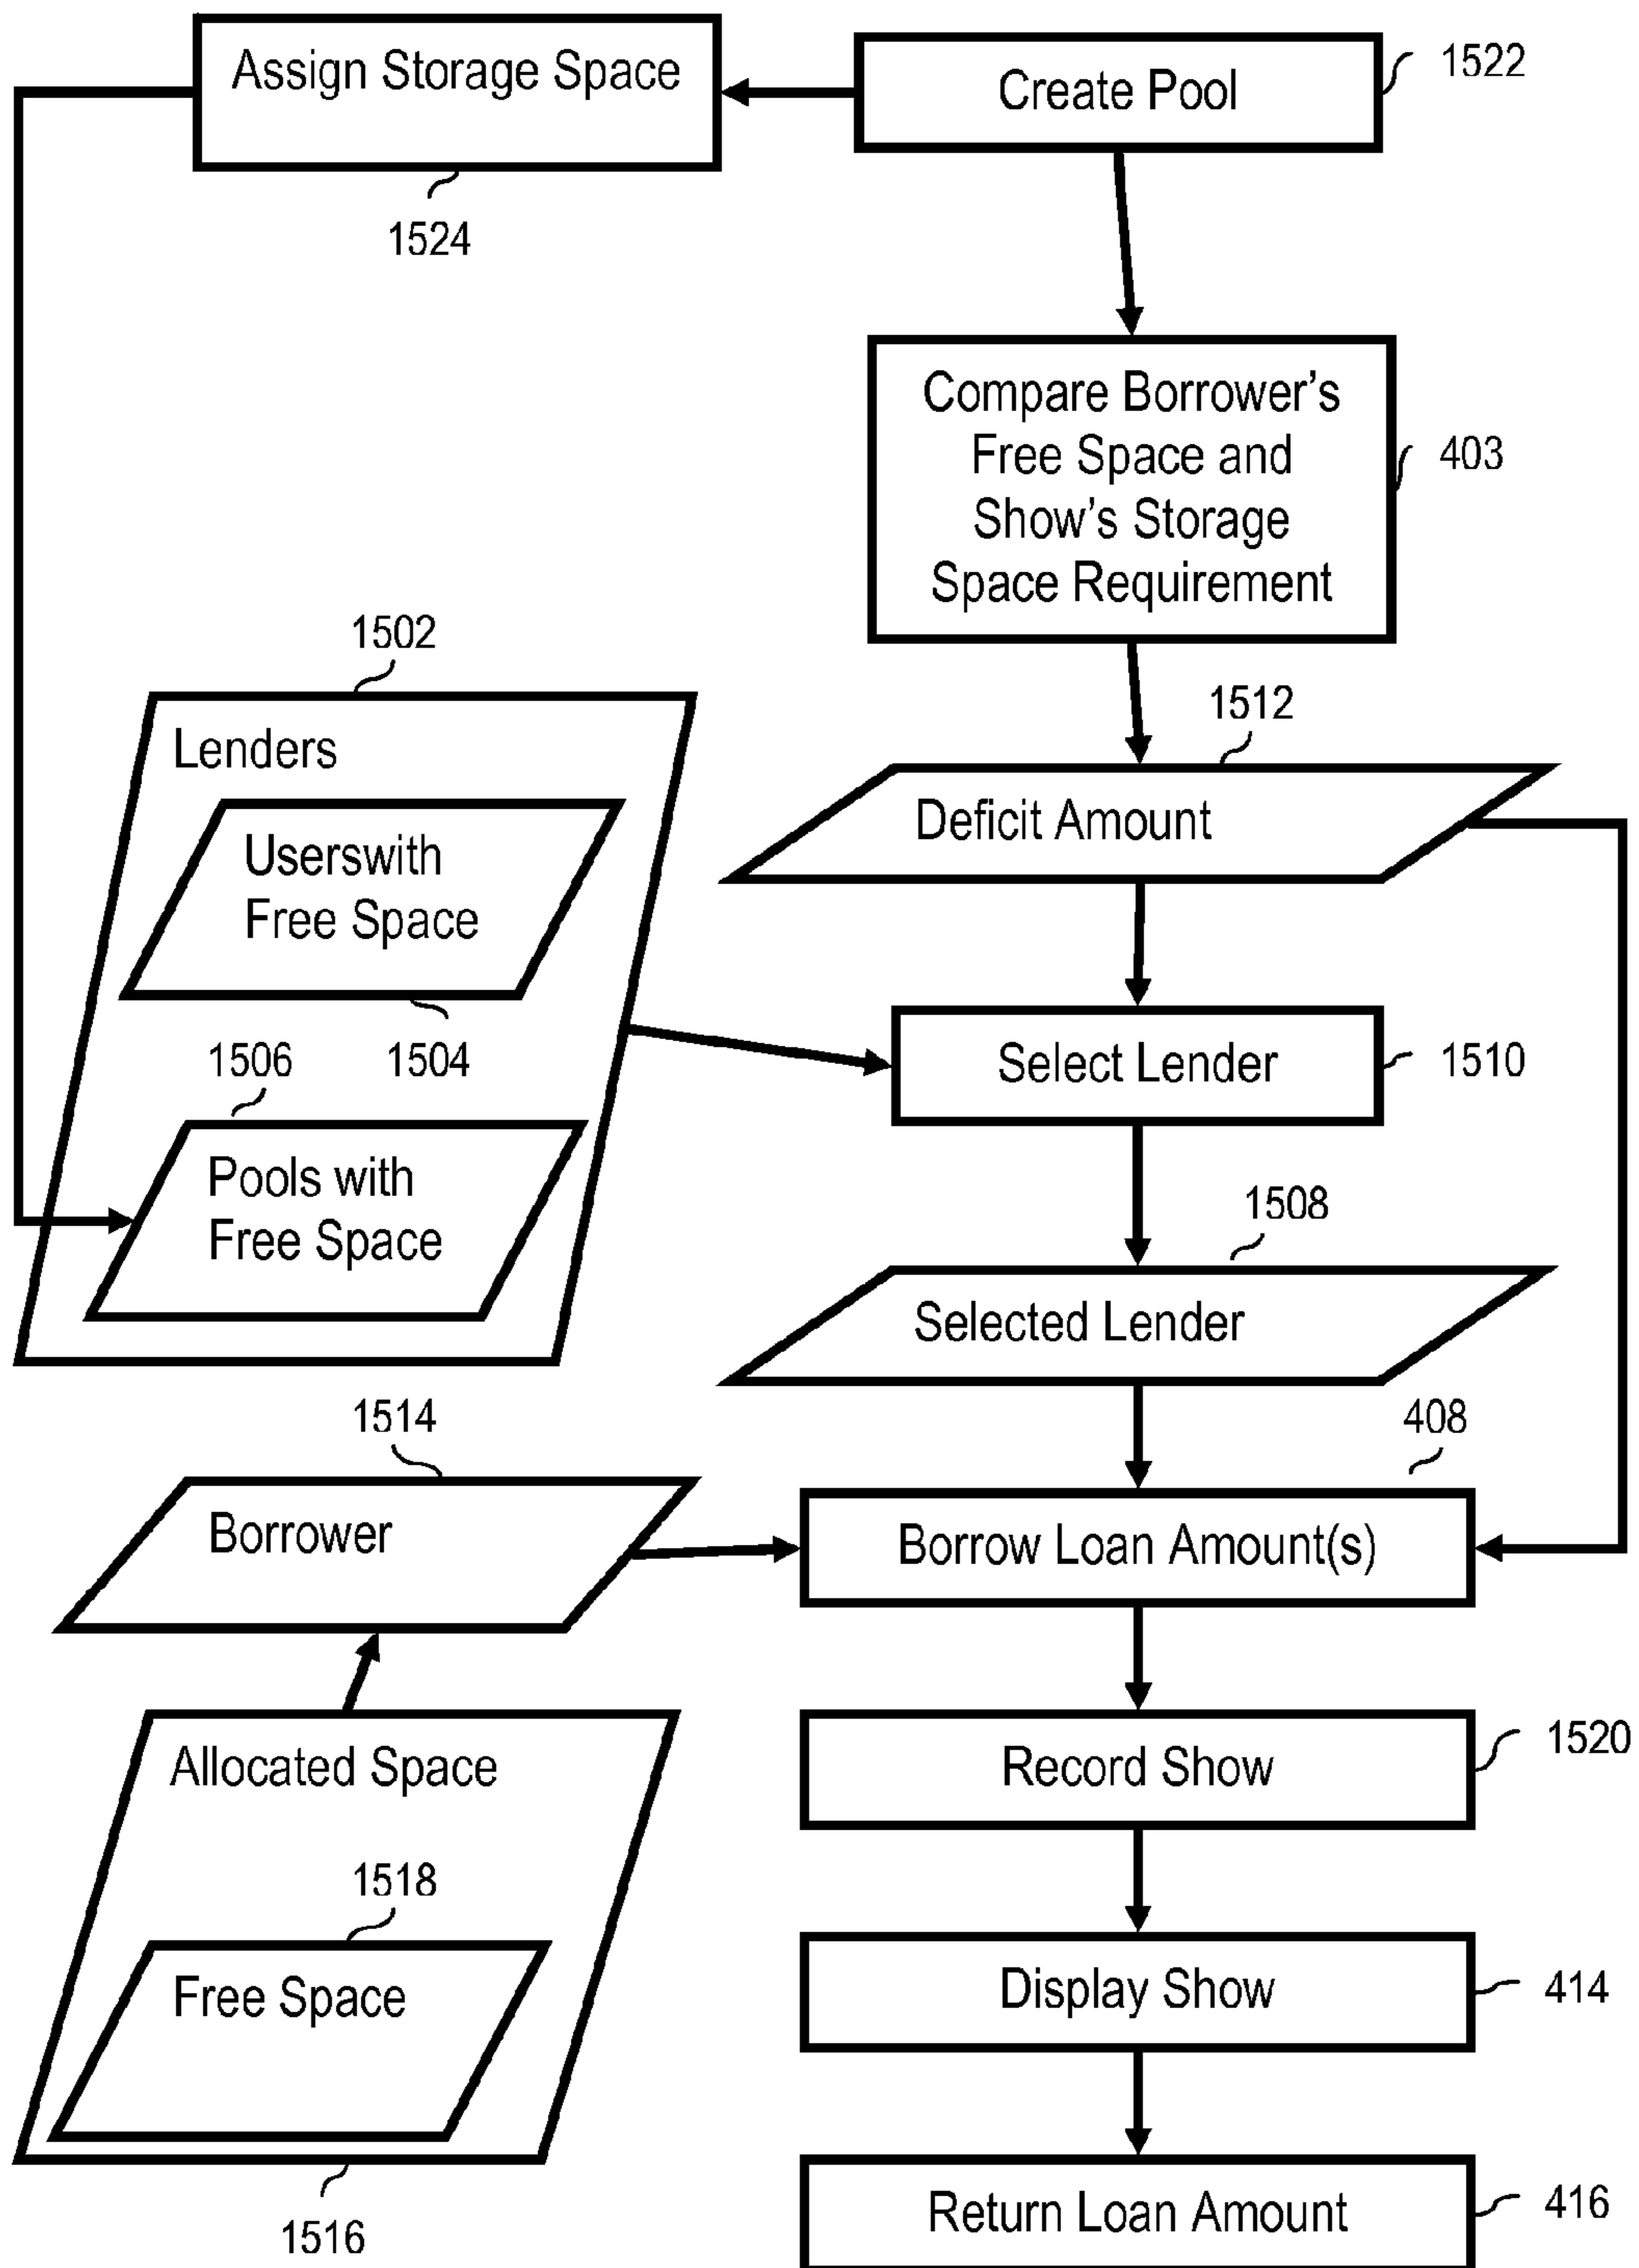 Assign Storage Space
1524
Create Pool
1522
Compare Borrower's
Free Space and
Show's Storage
Space Requirement
403
1502
Lenders
Userswith
Free Space
1504
1506
Pools with
Free Space
1512
Deficit Amount
Select Lender
1510
1508
Selected Lender
1514
Borrower
408
Borrow Loan Amount(s)
Allocated Space
1518
Free Space
1516
Record Show
1520
Display Show
414
Return Loan Amount
416